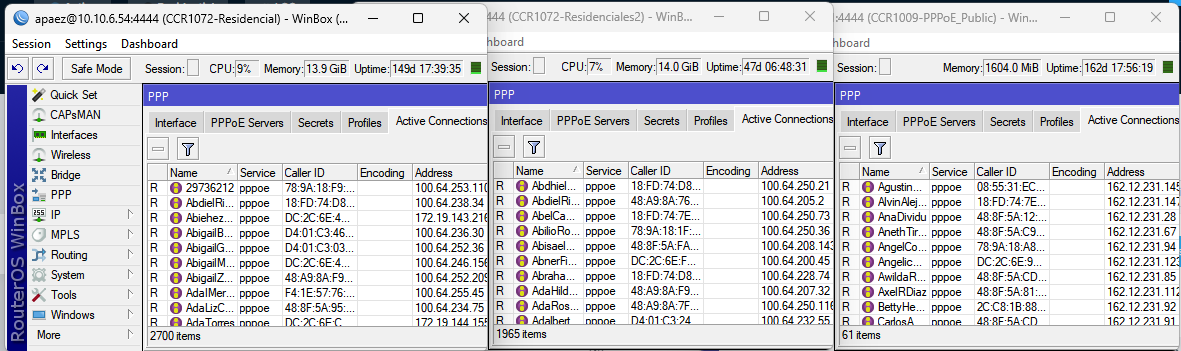 apaez@10.10.6.54:4444 (CCR1072-Residencial) - WinBox (...
Session Settings Dashboard
Safe Mode Session: CPU: 9% Memory: 13.9 GiB Uptime: 149d 17:39:35
RouterOS WinBox
Quick Set
CAPsMAN
Interfaces
Wireless
Bridge
PPP
IP
MPLS
Routing
System
Tools
Windows
More
PPP
Interface PPPoE Servers Secrets Profiles Active Connections
Name Service Caller ID Encoding Address
R 29736212 pppoe 78:9A:18:F9:... 100.64.253.110
R AbdielRi... pppoe 18:FD:74:D8... 100.64.238.34
R Abiehez... pppoe DC:2C:6E:4... 172.19.143.216
R AbigailB... pppoe D4:01:C3:46... 100.64.236.30
R AbigailG... pppoe D4:01:C3:03... 100.64.252.36
R AbigailM... pppoe DC:2C:6E:4... 100.64.246.156
R AbigailZ... pppoe 48:A9:8A:F9... 100.64.252.209
R AdalMer... pppoe F4:1E:57:76:... 100.64.255.45
R AdaLizC... pppoe 48:8F:5A:95:... 100.64.234.75
R AdaTorres pppoe DC:2C:6E:C 172.19.144.155
2700 items
:4444 (CCR1072-Residenciales2) - WinB...
hboard
Session: CPU: 7% Memory: 14.0 GiB Uptime: 47d 06:48:31
PPP
Interface PPPoE Servers Secrets Profiles Active Connections
Name Service Caller ID Encoding Address
R Abdhiel... pppoe 18:FD:74:D8... 100.64.250.21
R AbdielRi... pppoe 48:A9:8A:76... 100.64.205.2
R AbelCa... pppoe 18:FD:74:7E... 100.64.250.73
R AbilioRo... pppoe 78:9A:18:1F:... 100.64.250.36
R Abisael... pppoe 48:8F:5A:FA... 100.64.208.143
R AbnerFi... pppoe DC:2C:6E:F... 100.64.200.45
R Abraha... pppoe 18:FD:74:D8... 100.64.228.74
R AdaHild... pppoe 48:A9:8A:F4... 100.64.207.32
R AdaRos... pppoe 48:A9:8A:7F... 100.64.250.116
R Adalbert pppoe D4:01:C3:24 100.64.232.55
1965 items
:4444 (CCR1009-PPPoE_Public) - Win...
hboard
Session: Memory: 1604.0 MiB Uptime: 162d 17:56:19
PPP
Interface PPPoE Servers Secrets Profiles Active Connections
Name Service Caller ID Encoding Address
R Agustin... pppoe 08:55:31:EC... 162.12.231.145
R AlvinAlej... pppoe 18:FD:74:7E... 162.12.231.147
R AnaDividu pppoe 48:8F:5A:12:... 162.12.231.28
R AnethTir... pppoe 48:8F:5A:C9... 162.12.231.67
R AngelCo... pppoe 78:9A:18:A8... 162.12.231.94
R Angelic... pppoe DC:2C:6E:9... 162.12.231.123
R AwildaR... pppoe 48:8F:5A:CD... 162.12.231.85
R AxelRDiaz pppoe 48:8F:5A:81:... 162.12.231.112
R BettyHe... pppoe 2C:C8:1B:88... 162.12.231.92
R CarlosA pppoe 48:8F:5A:CD 162.12.231.91
61 items